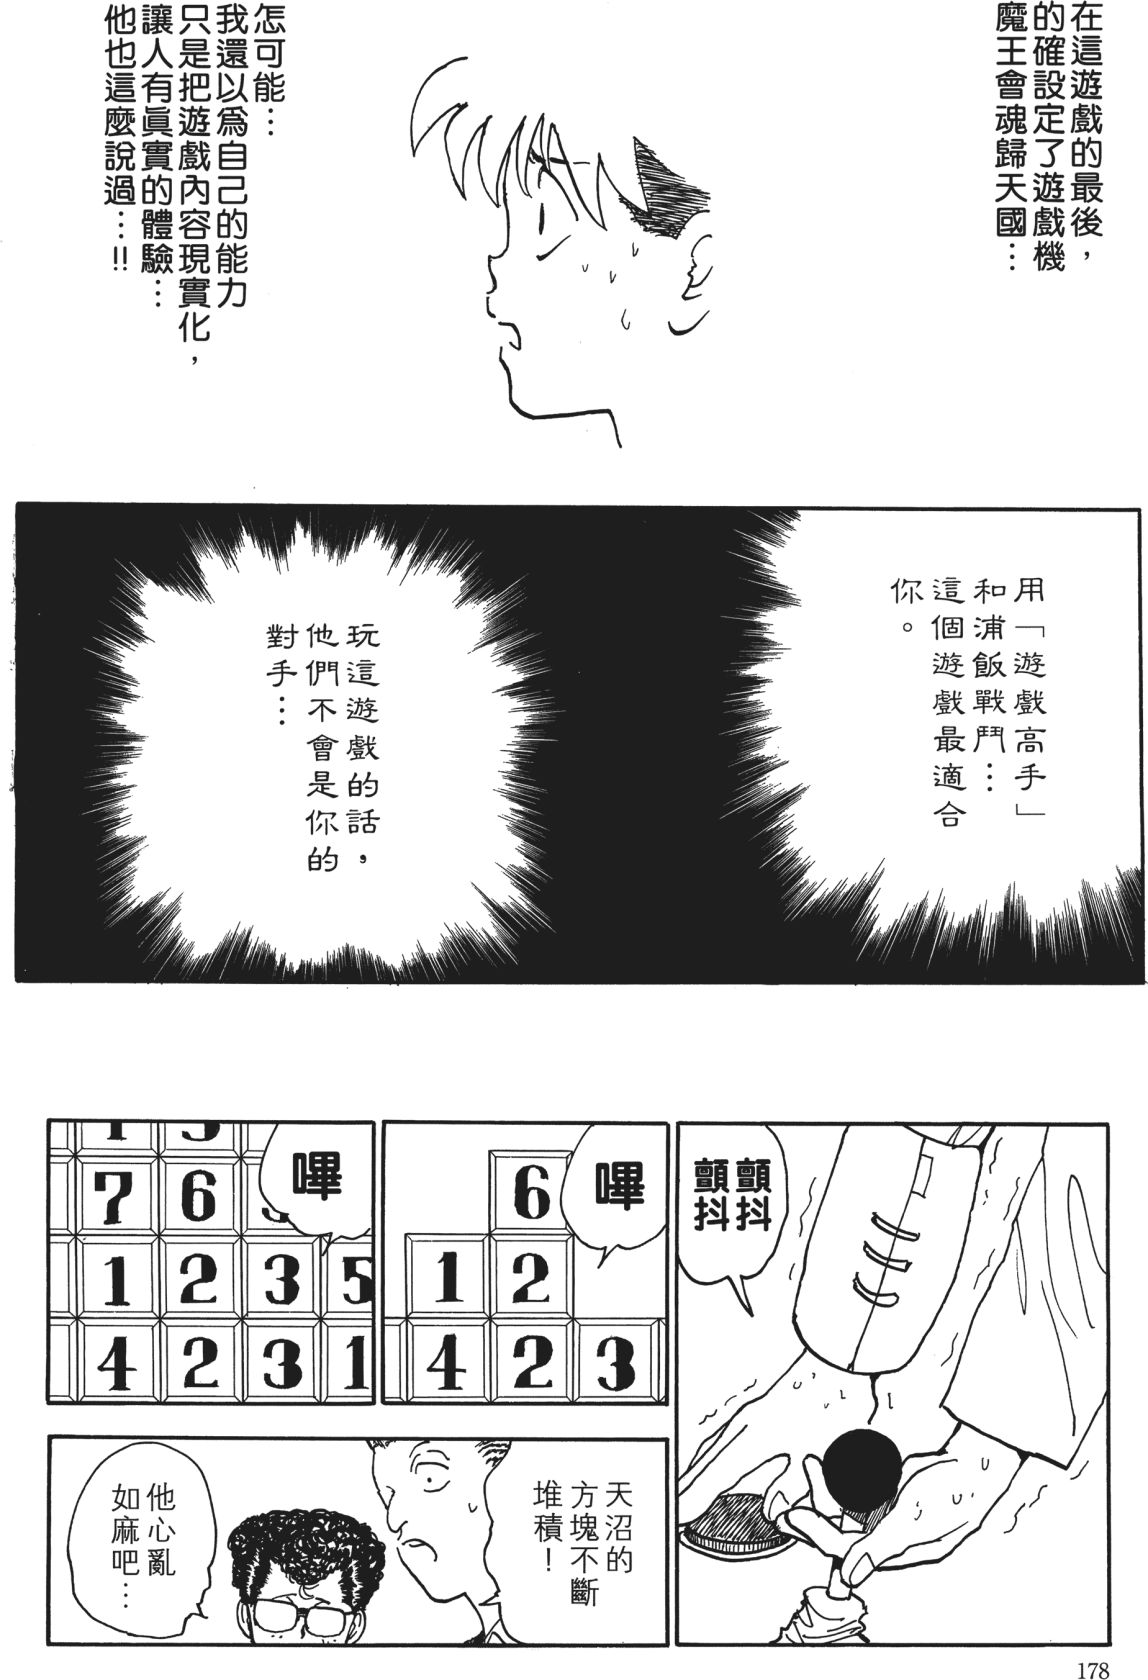 在這遊戲的最後，
的確設定了遊戲機
魔王會魂歸天國…
怎可能…
我還以為自己的能力
只是把遊戲內容現實化，
讓人有真實的體驗…
他也這麼說過…!!
用「遊戲高手」
和浦飯戰鬥…
這個遊戲最適合
你。
玩這遊戲的話，
他們不會是你的
對手…
顫抖
顫抖
嗶
6
1 2
4 2 3
嗶
7 6
1 2 3 5
4 2 3 1
天沼的
方塊不斷
堆積！
他心亂
如麻吧…
178